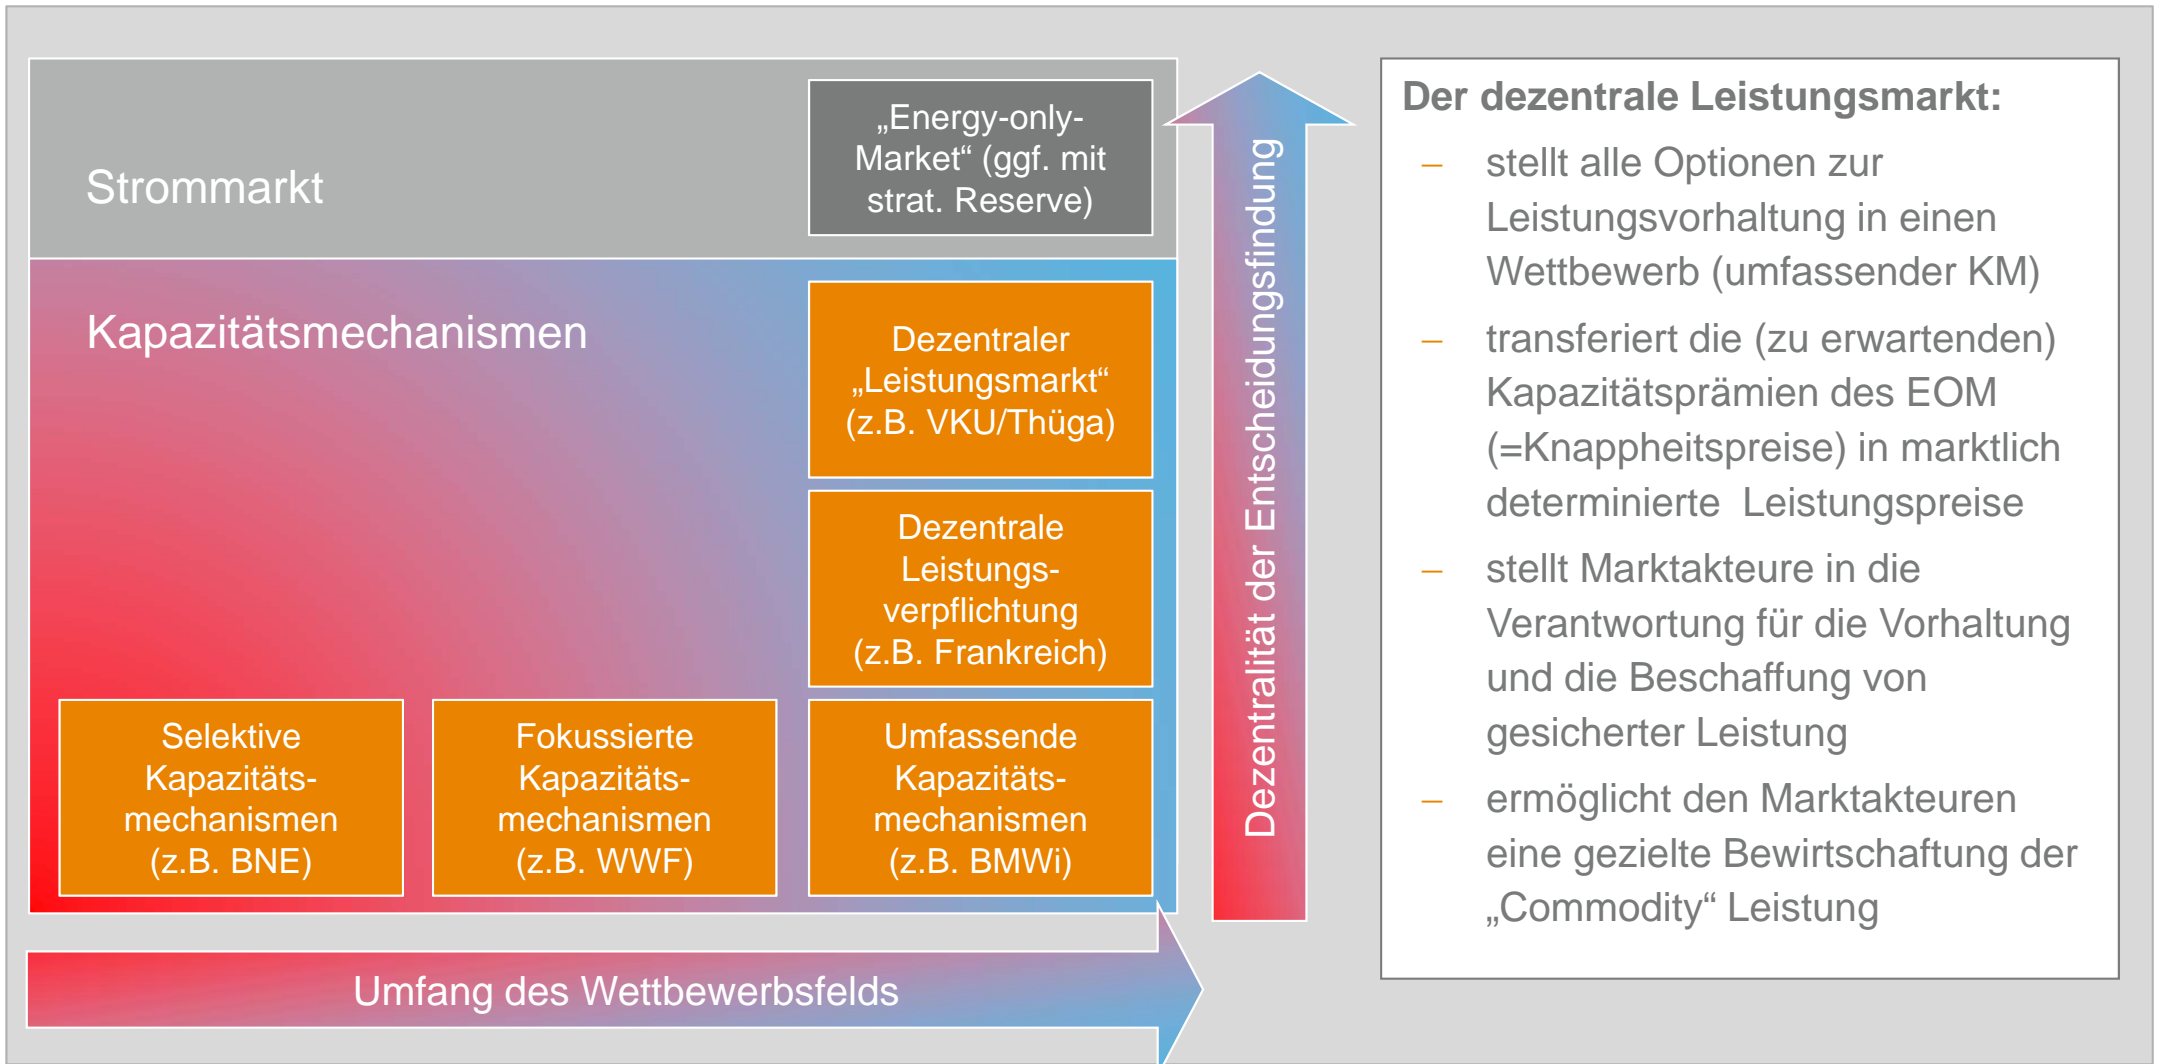 Strommarkt
„Energy-only-
Market“ (ggf. mit
strat. Reserve)
Kapazitätsmechanismen
Dezentraler
„Leistungsmarkt“
(z.B. VKU/Thüga)
Dezentrale
Leistungs-
verpflichtung
(z.B. Frankreich)
Selektive
Kapazitäts-
mechanismen
(z.B. BNE)
Fokussierte
Kapazitäts-
mechanismen
(z.B. WWF)
Umfassende
Kapazitäts-
mechanismen
(z.B. BMWi)
Umfang des Wettbewerbsfelds
Dezentralität der Entscheidungsfindung
Der dezentrale Leistungsmarkt:
– stellt alle Optionen zur
Leistungsvorhaltung in einen
Wettbewerb (umfassender KM)
– transferiert die (zu erwartenden)
Kapazitätsprämien des EOM
(=Knappheitspreise) in marktlich
determinierte Leistungspreise
– stellt Marktakteure in die
Verantwortung für die Vorhaltung
und die Beschaffung von
gesicherter Leistung
– ermöglicht den Marktakteuren
eine gezielte Bewirtschaftung der
„Commodity“ Leistung